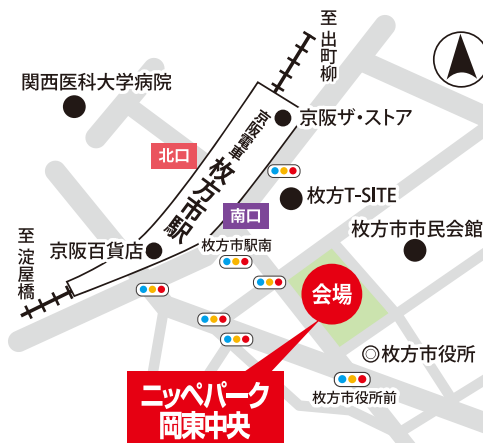 至出町柳
関西医科大学病院
京阪ザ・ストア
京阪電車
枚方市駅
北口
枚方T-SITE
南口
枚方市市民会館
至淀屋橋
京阪百貨店
枚方市駅南
会場
枚方市役所
ニッペパーク
岡東中央
枚方市役所前